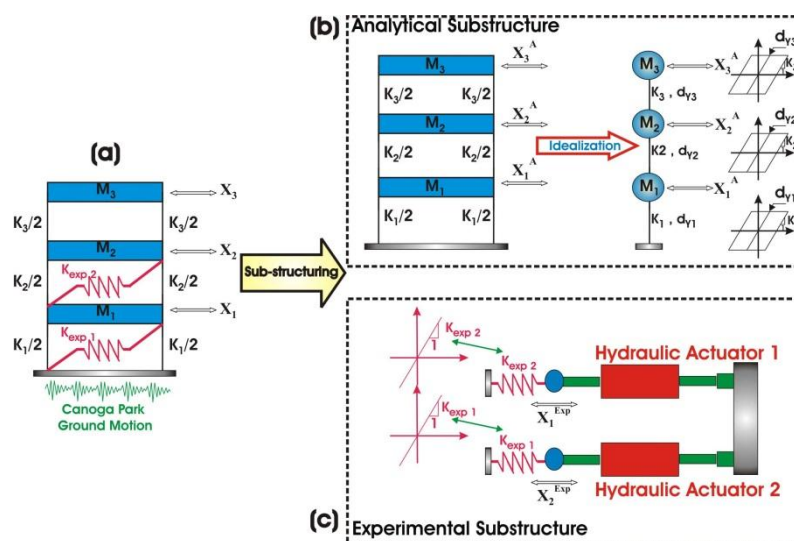 (a)
M₃
X₃
K₃/2
K₃/2
M₂
X₂
K₂/2
Kexp 2
K₂/2
M₁
X₁
K₁/2
Kexp 1
K₁/2
Canoga Park
Ground Motion
Sub-structuring
(b)
Analytical Substructure
M₃
X₃ᴬ
K₃/2
K₃/2
M₂
X₂ᴬ
K₂/2
K₂/2
M₁
X₁ᴬ
K₁/2
K₁/2
Idealization
M₃
X₃ᴬ
K₃ , dY3
M₂
X₂ᴬ
K2 , dY2
M₁
X₁ᴬ
K₁ , dY1
dY3
dY2
dY1
Kexp 2
1
Kexp 2
X₁ᴱˣᵖ
Hydraulic Actuator 1
Kexp 1
1
Kexp 1
X₂ᴱˣᵖ
Hydraulic Actuator 2
(c)
Experimental Substructure